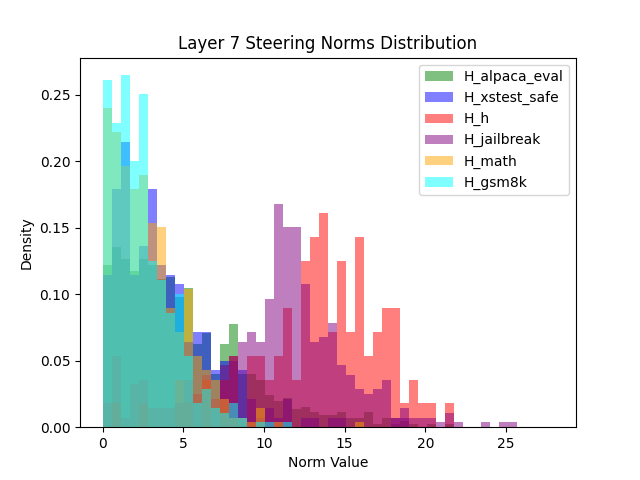 Layer 7 Steering Norms Distribution
H_alpaca_eval
H_xstest_safe
H_h
H_jailbreak
H_math
H_gsm8k
Density
0.25
0.20
0.15
0.10
0.05
0.00
0
5
10
15
20
25
Norm Value